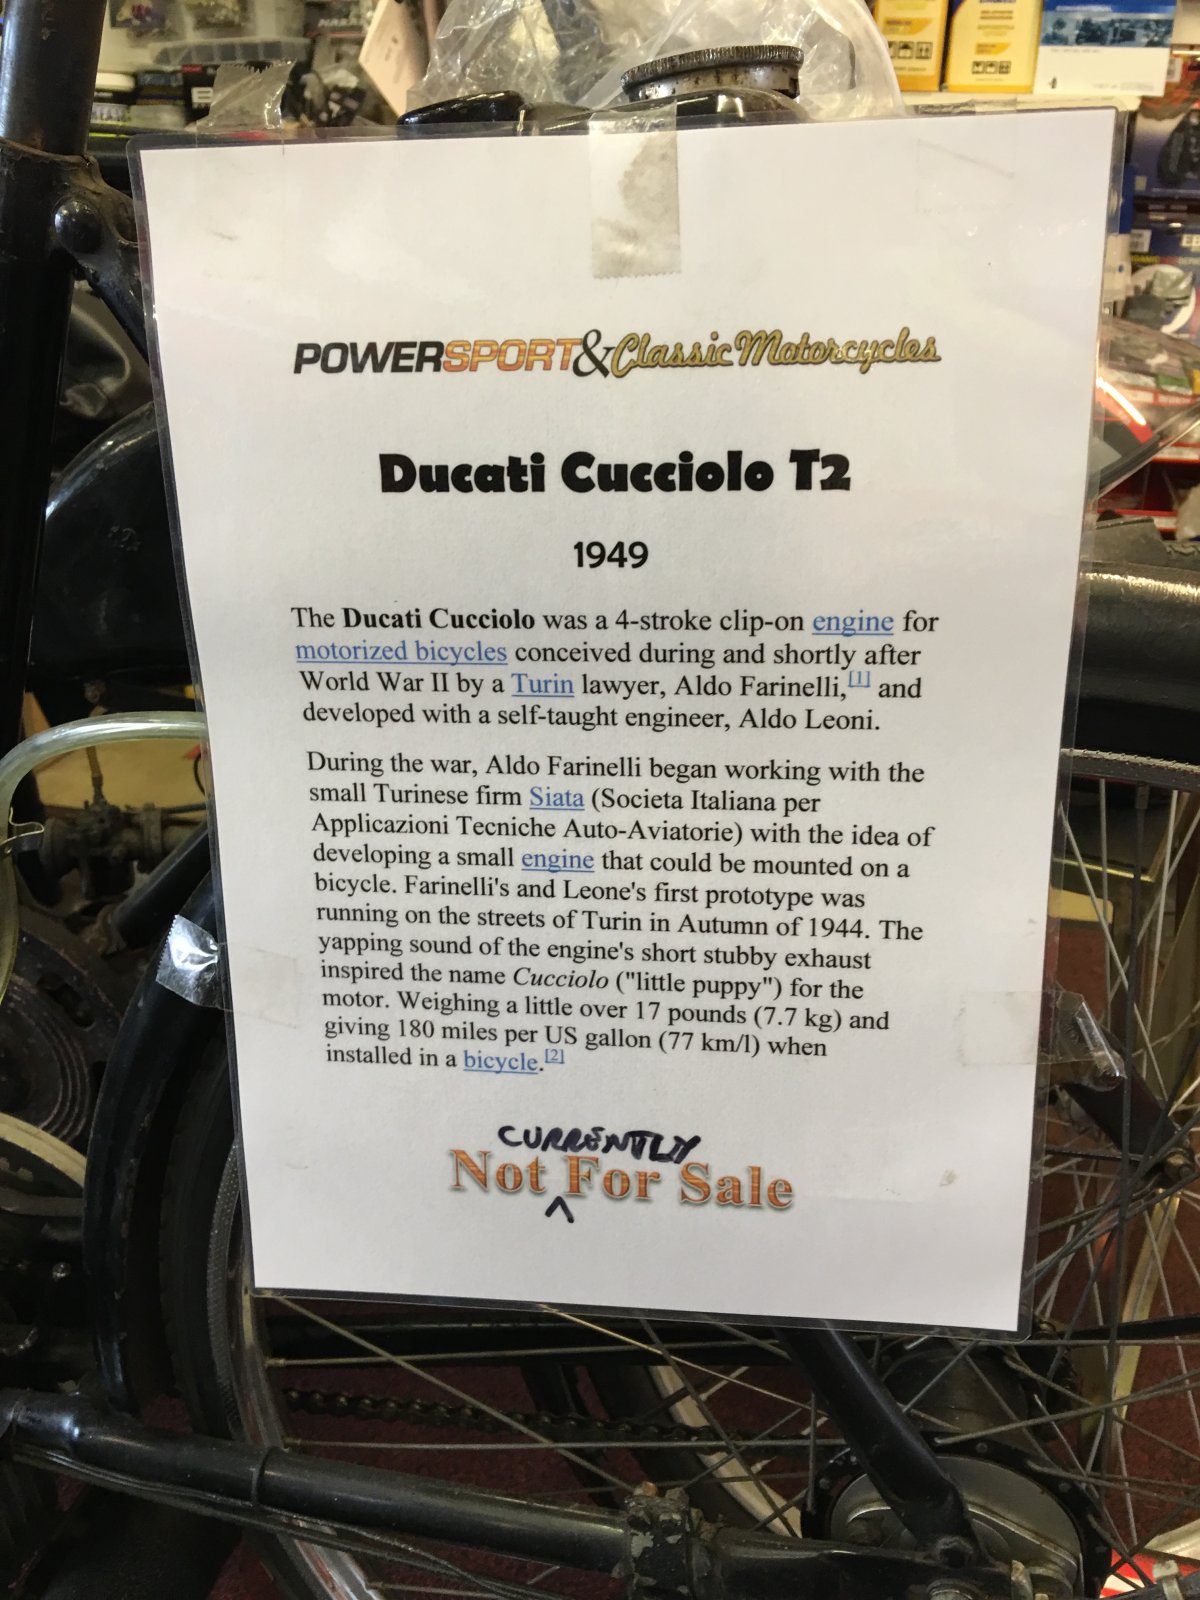 POWERSPORT&Classic Motorcycles
Ducati Cucciolo T2
1949
The Ducati Cucciolo was a 4-stroke clip-on engine for
motorized bicycles conceived during and shortly after
World War II by a Turin lawyer, Aldo Farinelli,[1] and
developed with a self-taught engineer, Aldo Leoni.
During the war, Aldo Farinelli began working with the
small Turinese firm Siata (Societa Italiana per
Applicazioni Tecniche Auto-Aviatorie) with the idea of
developing a small engine that could be mounted on a
bicycle. Farinelli's and Leone's first prototype was
running on the streets of Turin in Autumn of 1944. The
yapping sound of the engine's short stubby exhaust
inspired the name Cucciolo ("little puppy") for the
motor. Weighing a little over 17 pounds (7.7 kg) and
giving 180 miles per US gallon (77 km/l) when
installed in a bicycle.[2]
CURRENTLY
Not ^ For Sale